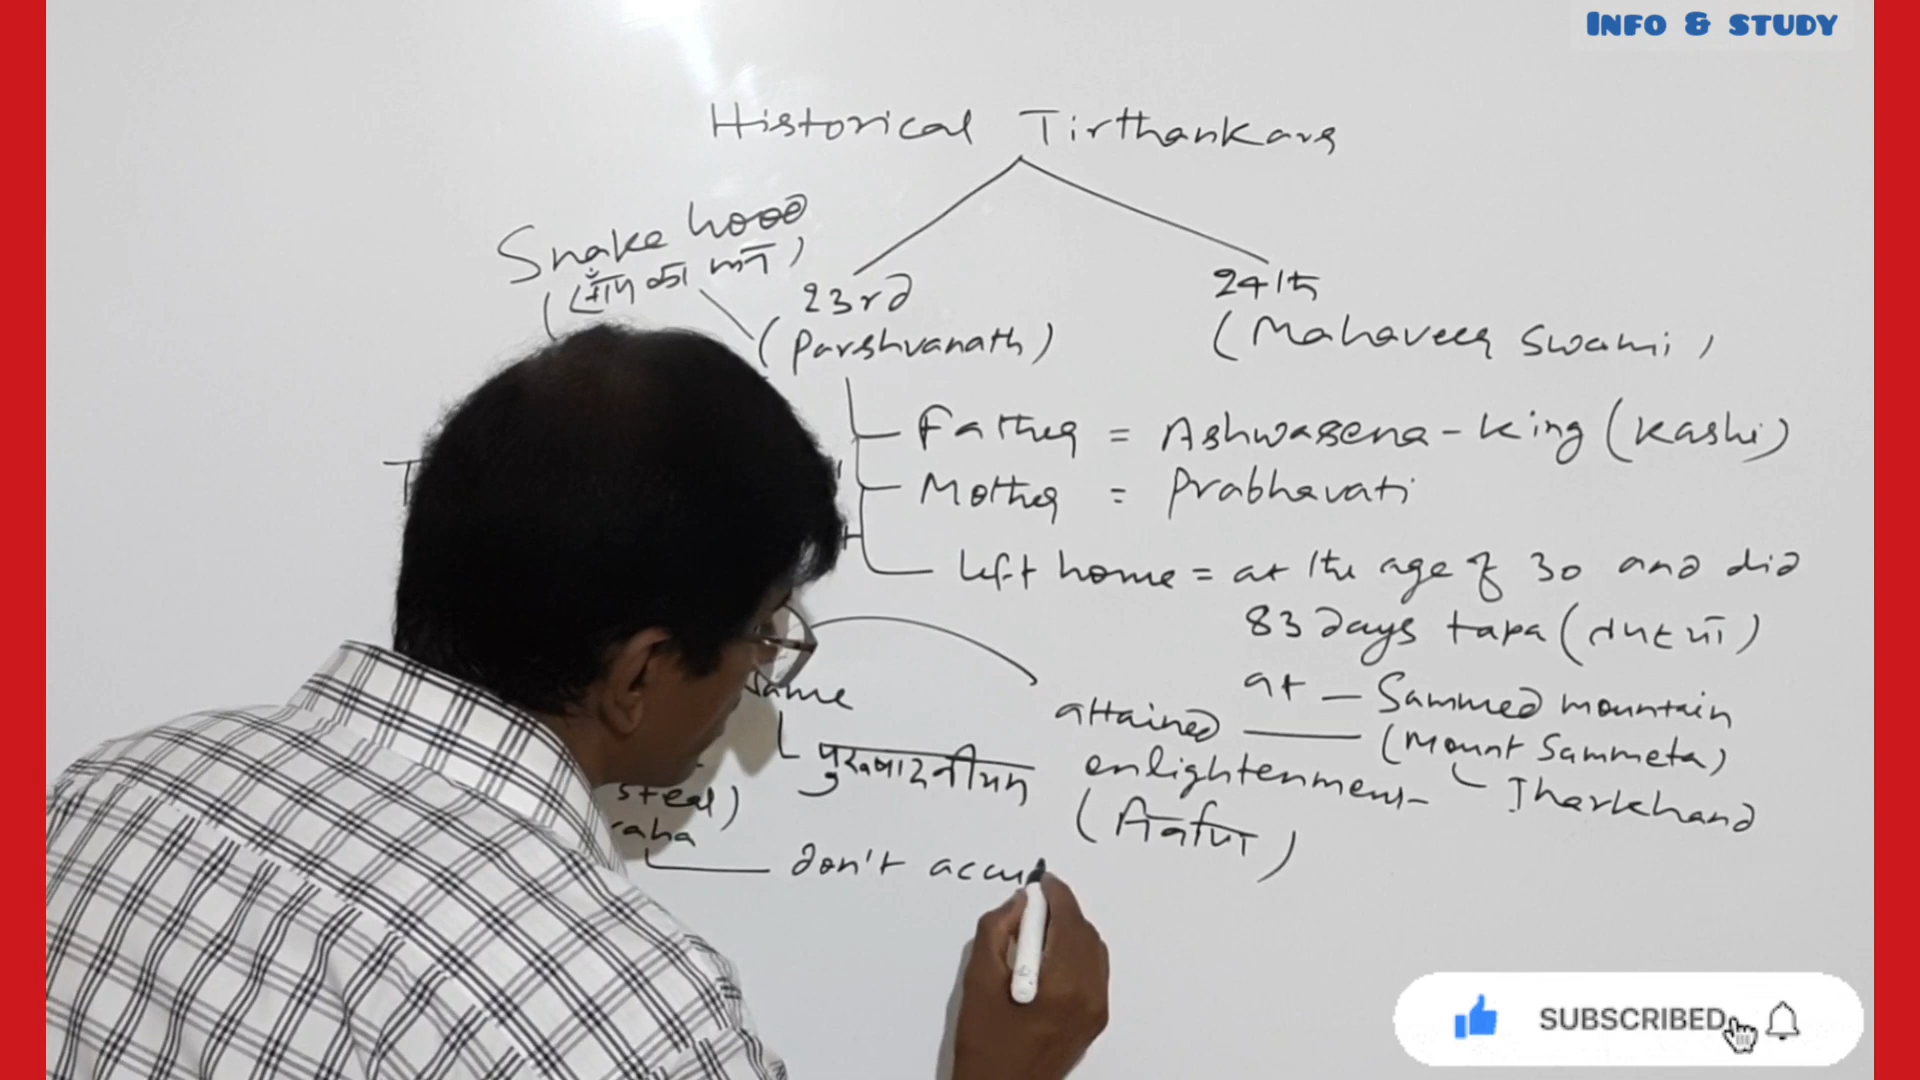 INFO & STUDY
Historical Tirthankars
Snake hood
(साँप का फन)
23rd
(Parshvanath)
24th
(Mahaveer Swami)
Father = Ashwasena - King (Kashi)
Mother = Prabhavati
left home = at the age of 30 and did
83 days tapa (तपस्या)
at - Sammed mountain
(Mount Sammeta)
Jharkhand
attained
enlightenment
same
steal)
raha
don't accu
SUBSCRIBED